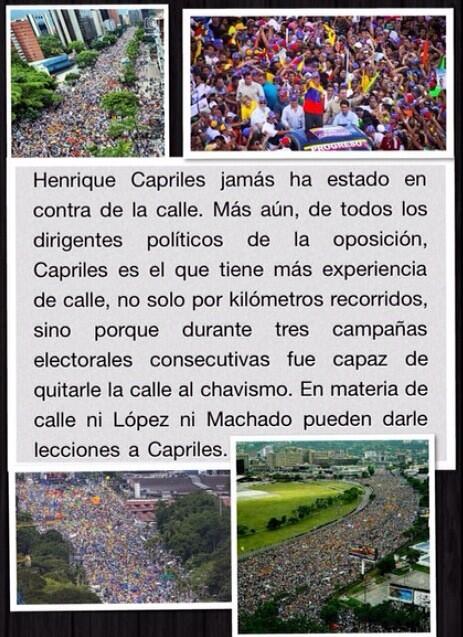 PROGRESO
Henrique Capriles jamás ha estado en
contra de la calle. Más aún, de todos los
dirigentes políticos de la oposición,
Capriles es el que tiene más experiencia
de calle, no solo por kilómetros recorridos,
sino porque durante tres campañas
electorales consecutivas fue capaz de
quitarle la calle al chavismo. En materia de
calle ni López ni Machado pueden darle
lecciones a Capriles.